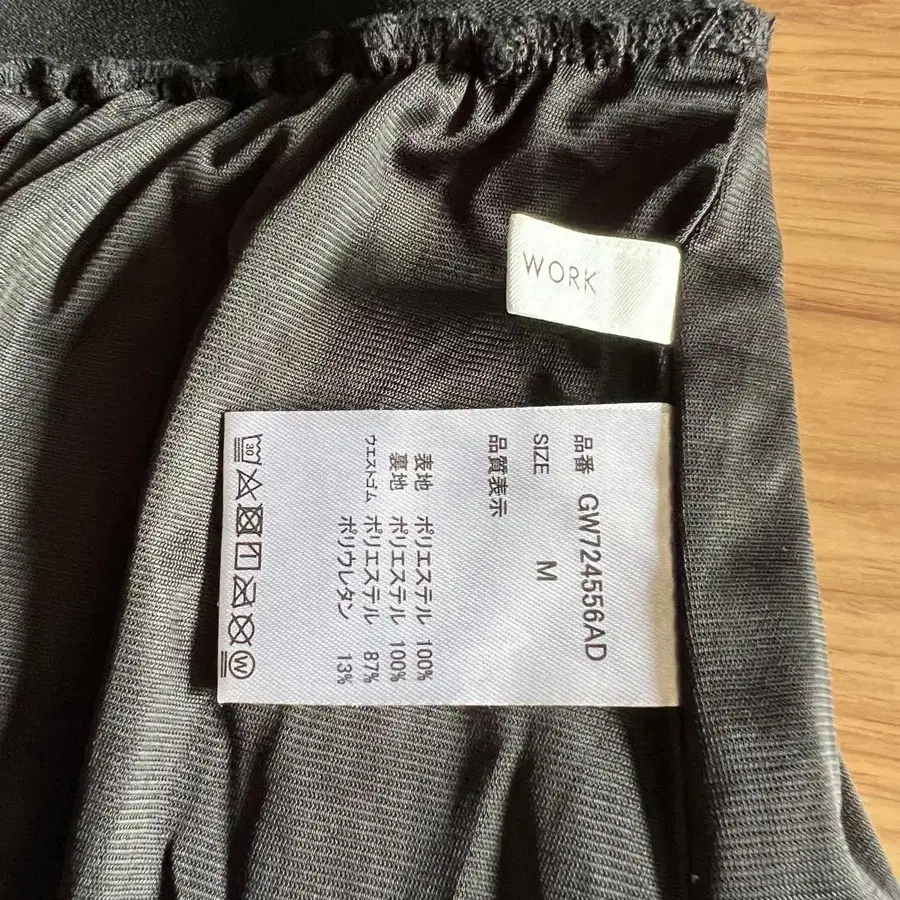 WORK
品番 GW724556AD
SIZE M
品質表示
表地 ポリエステル 100%
裏地 ポリエステル 100%
ウエストゴム ポリエステル 87%
ポリウレタン 13%
30
W